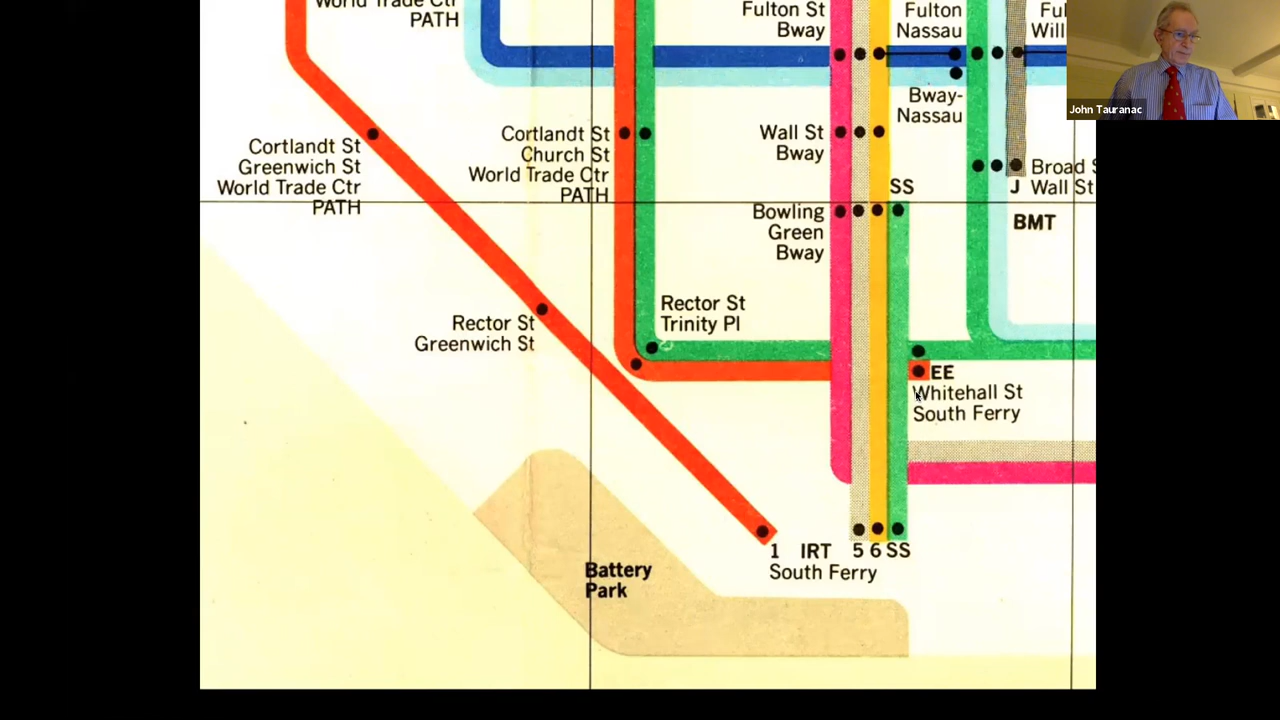 World Trade Ctr
PATH
Fulton St
Bway
Fulton
Nassau
Ful
Will
John Tauranac
Bway-
Nassau
Cortlandt St
Greenwich St
World Trade Ctr
PATH
Cortlandt St
Church St
World Trade Ctr
PATH
Wall St
Bway
SS
J
Broad S
Wall St
BMT
Bowling
Green
Bway
Rector St
Greenwich St
Rector St
Trinity Pl
EE
Whitehall St
South Ferry
1 IRT 5 6 SS
South Ferry
Battery
Park